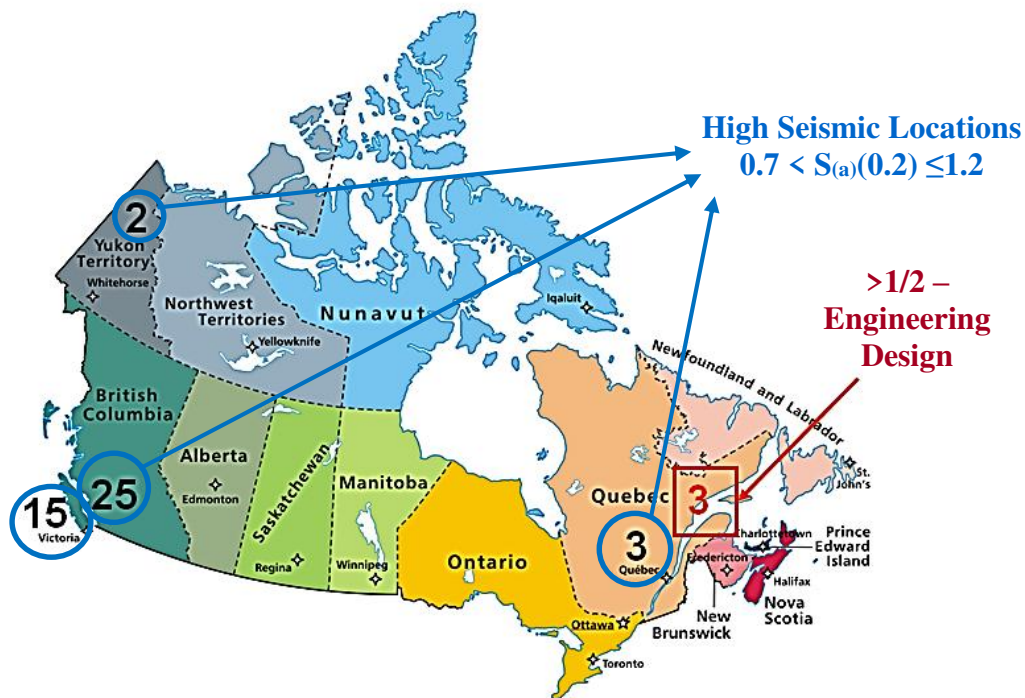 High Seismic Locations
0.7 < S(a)(0.2) ≤1.2
2
Yukon
Territory
Whitehorse
Northwest
Territories
Yellowknife
Nunavut
Iqaluit
>1/2 –
Engineering
Design
Newfoundland and Labrador
British
Columbia
Alberta
Edmonton
Saskatchewan
Regina
Manitoba
Winnipeg
15
Victoria
25
Ontario
Ottawa
Toronto
Quebec
3
3
Québec
St.
John's
Charlottetown
Prince
Edward
Island
Fredericton
Halifax
New
Brunswick
Nova
Scotia